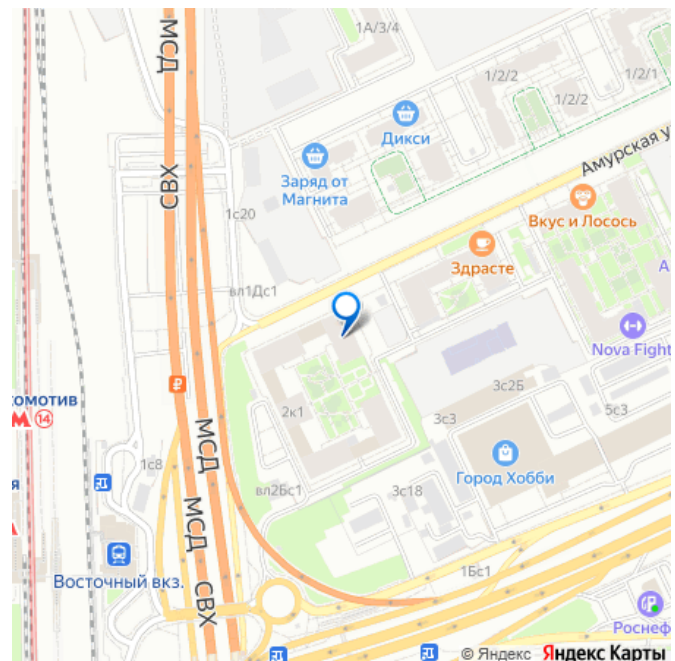 МСД
1А/3/4
1/2/2
1/2/1
1/2/2
Дикси
Заряд от
Магнита
Амурская у
СВХ
Вкус и Лосось
1с20
Здрасте
А
вл1Дс1
Nova Fight
3с2Б
комотив
14
2к1
3с3
5с3
МСД
Город Хобби
я
1с8
вл2Бс1
3с18
МСД
Восточный вкз.
1Бс1
СВХ
Роснеф
© Яндекс Яндекс Карты